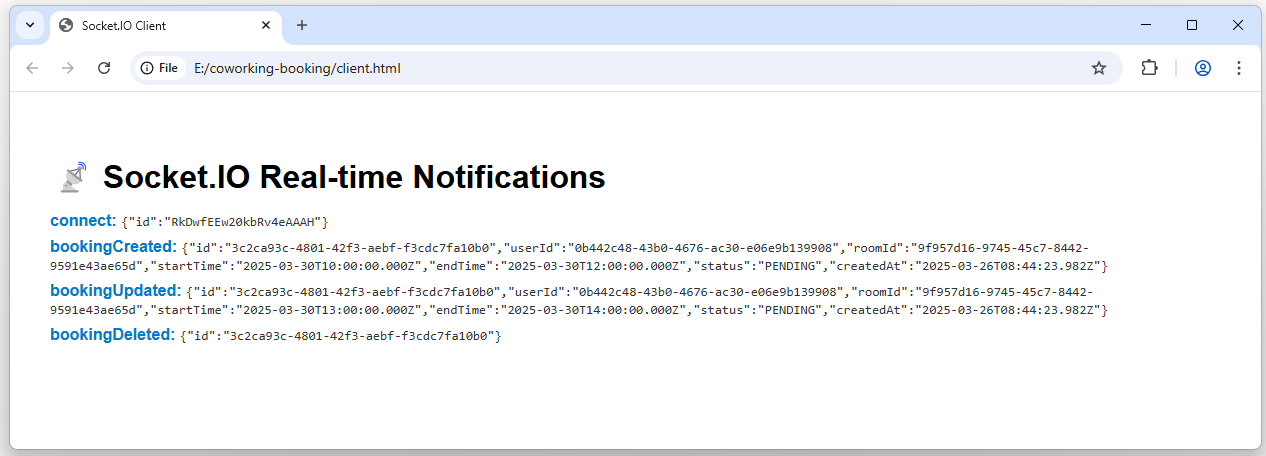 Socket.IO Client
File
E:/coworking-booking/client.html
Socket.IO Real-time Notifications
connect: {"id":"RkDwfEEw20kbRv4eAAAH"}
bookingCreated: {"id":"3c2ca93c-4801-42f3-aebf-f3cdc7fa10b0","userId":"0b442c48-43b0-4676-ac30-e06e9b139908","roomId":"9f957d16-9745-45c7-8442-
9591e43ae65d","startTime":"2025-03-30T10:00:00.000Z","endTime":"2025-03-30T12:00:00.000Z","status":"PENDING","createdAt":"2025-03-26T08:44:23.982Z"}
bookingUpdated: {"id":"3c2ca93c-4801-42f3-aebf-f3cdc7fa10b0","userId":"0b442c48-43b0-4676-ac30-e06e9b139908","roomId":"9f957d16-9745-45c7-8442-
9591e43ae65d","startTime":"2025-03-30T13:00:00.000Z","endTime":"2025-03-30T14:00:00.000Z","status":"PENDING","createdAt":"2025-03-26T08:44:23.982Z"}
bookingDeleted: {"id":"3c2ca93c-4801-42f3-aebf-f3cdc7fa10b0"}